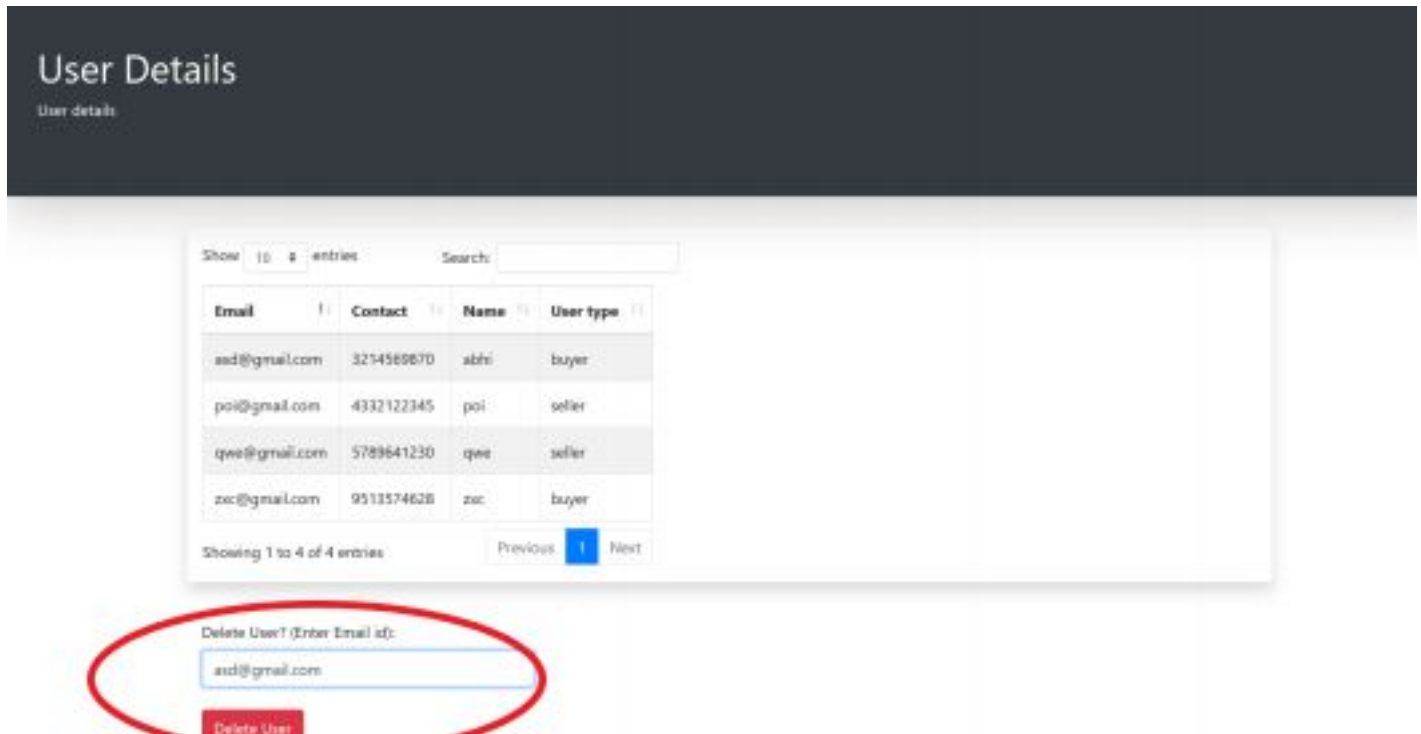 User Details
User details
Show 10 entries Search:
Email Contact Name User type
asd@gmail.com 3214569870 abhi buyer
poi@gmail.com 4332122345 poi seller
qwe@gmail.com 5789641230 qwe seller
zxc@gmail.com 9513574628 zxc buyer
Showing 1 to 4 of 4 entries Previous 1 Next
Delete User? (Enter Email id):
asd@gmail.com
Delete User